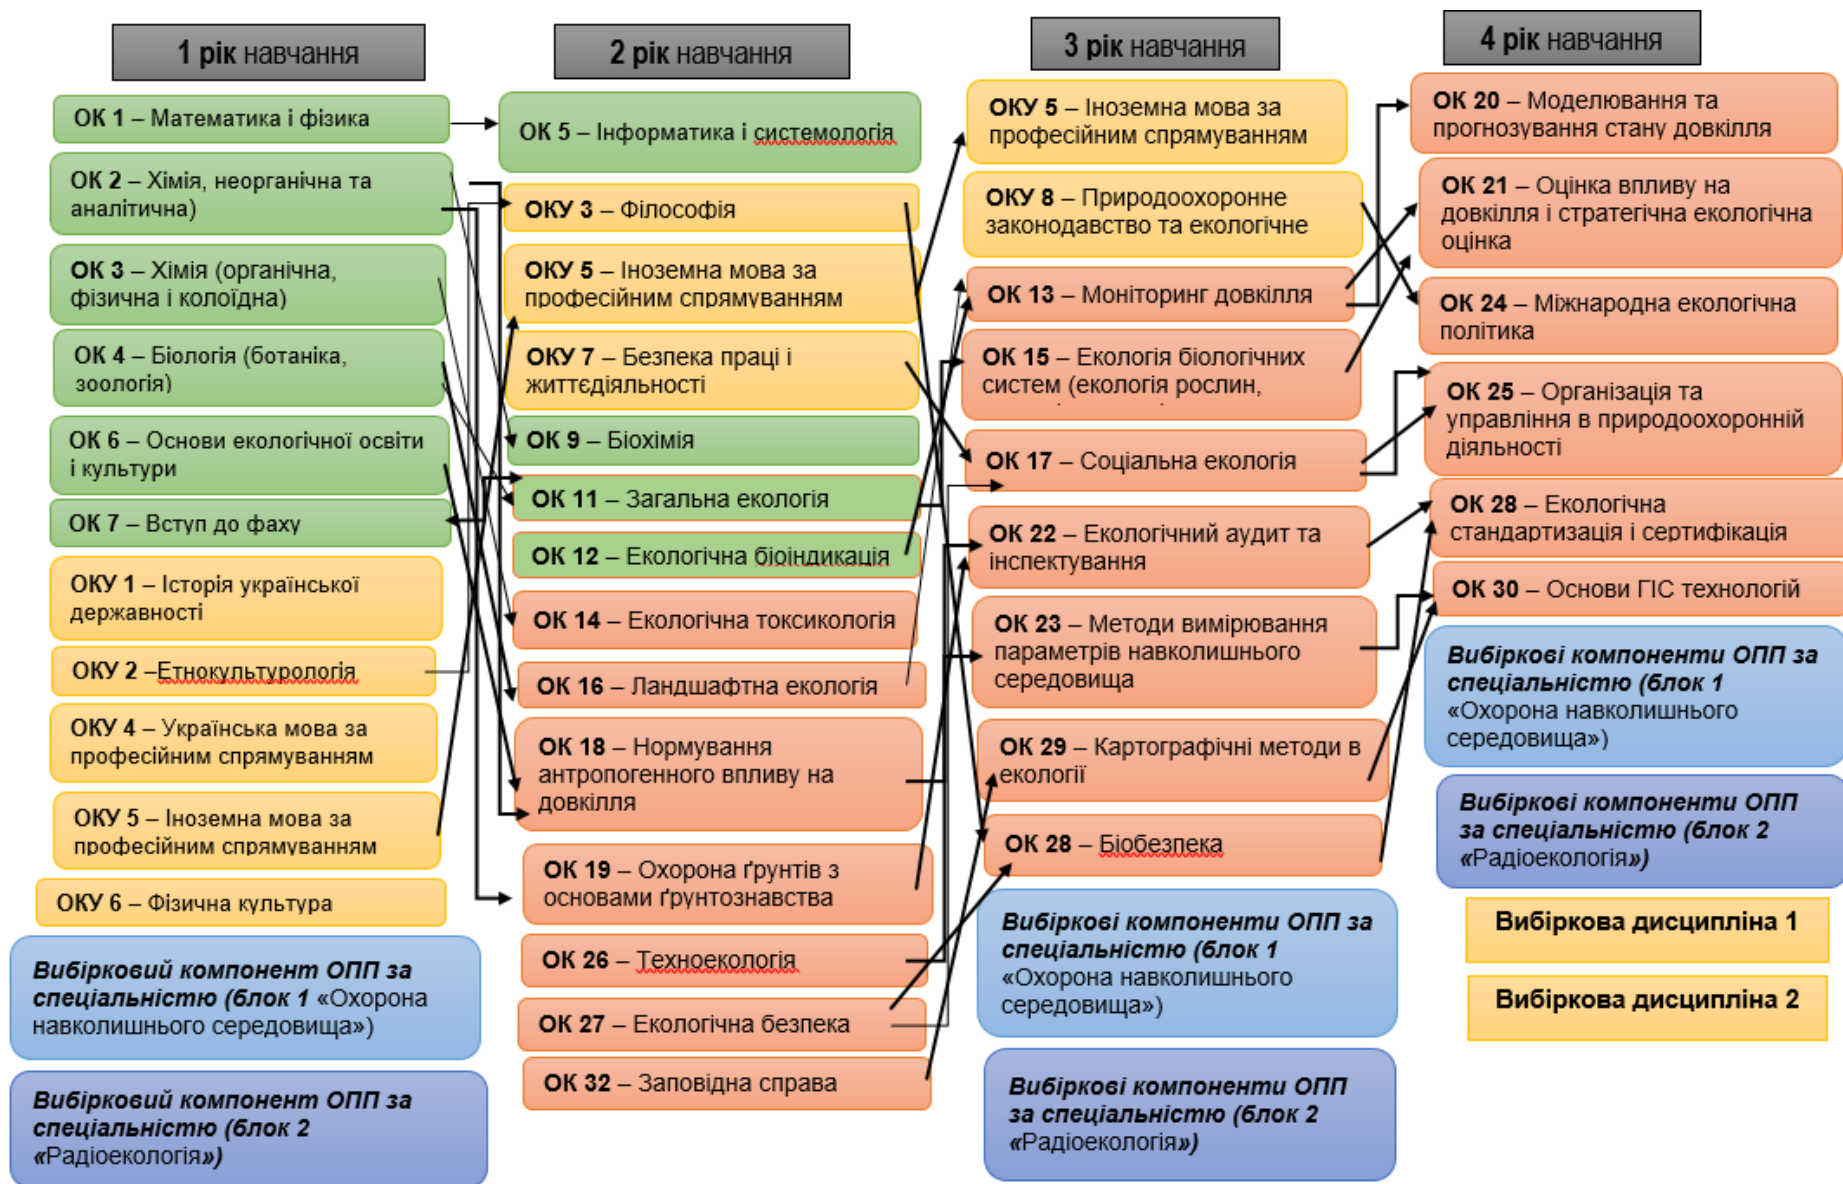 1 рік навчання
ОК 1 – Математика і фізика
ОК 2 – Хімія, неорганічна та
аналітична)
ОК 3 – Хімія (органічна,
фізична і колоїдна)
ОК 4 – Біологія (ботаніка,
зоологія)
ОК 6 – Основи екологічної освіти
і культури
ОК 7 – Вступ до фаху
ОКУ 1 – Історія української
державності
ОКУ 2 –Етнокультурологія
ОКУ 4 – Українська мова за
професійним спрямуванням
ОКУ 5 – Іноземна мова за
професійним спрямуванням
ОКУ 6 – Фізична культура
Вибірковий компонент ОПП за
спеціальністю (блок 1 «Охорона
навколишнього середовища»)
Вибірковий компонент ОПП за
спеціальністю (блок 2
«Радіоекологія»)
2 рік навчання
ОК 5 – Інформатика і системологія
ОКУ 3 – Філософія
ОКУ 5 – Іноземна мова за
професійним спрямуванням
ОКУ 7 – Безпека праці і
життєдіяльності
ОК 9 – Біохімія
ОК 11 – Загальна екологія
ОК 12 – Екологічна біоіндикація
ОК 14 – Екологічна токсикологія
ОК 16 – Ландшафтна екологія
ОК 18 – Нормування
антропогенного впливу на
довкілля
ОК 19 – Охорона ґрунтів з
основами ґрунтознавства
ОК 26 – Техноекологія
ОК 27 – Екологічна безпека
ОК 32 – Заповідна справа
3 рік навчання
ОКУ 5 – Іноземна мова за
професійним спрямуванням
ОКУ 8 – Природоохоронне
законодавство та екологічне
ОК 13 – Моніторинг довкілля
ОК 15 – Екологія біологічних
систем (екологія рослин,
ОК 17 – Соціальна екологія
ОК 22 – Екологічний аудит та
інспектування
ОК 23 – Методи вимірювання
параметрів навколишнього
середовища
ОК 29 – Картографічні методи в
екології
ОК 28 – Біобезпека
Вибіркові компоненти ОПП за
спеціальністю (блок 1
«Охорона навколишнього
середовища»)
Вибіркові компоненти ОПП
за спеціальністю (блок 2
«Радіоекологія»)
4 рік навчання
ОК 20 – Моделювання та
прогнозування стану довкілля
ОК 21 – Оцінка впливу на
довкілля і стратегічна екологічна
оцінка
ОК 24 – Міжнародна екологічна
політика
ОК 25 – Організація та
управління в природоохоронній
діяльності
ОК 28 – Екологічна
стандартизація і сертифікація
ОК 30 – Основи ГІС технологій
Вибіркові компоненти ОПП за
спеціальністю (блок 1
«Охорона навколишнього
середовища»)
Вибіркові компоненти ОПП
за спеціальністю (блок 2
«Радіоекологія»)
Вибіркова дисципліна 1
Вибіркова дисципліна 2